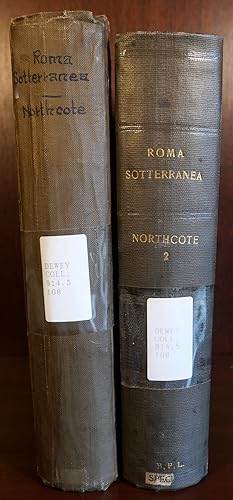 Roma
Sotterranea
Northcote
DEWEY
COLL.
914.5
108
ROMA
SOTTERRANEA
NORTHCOTE
2
DEWEY
COLL.
914.5
108
B. P. L.
SPEC